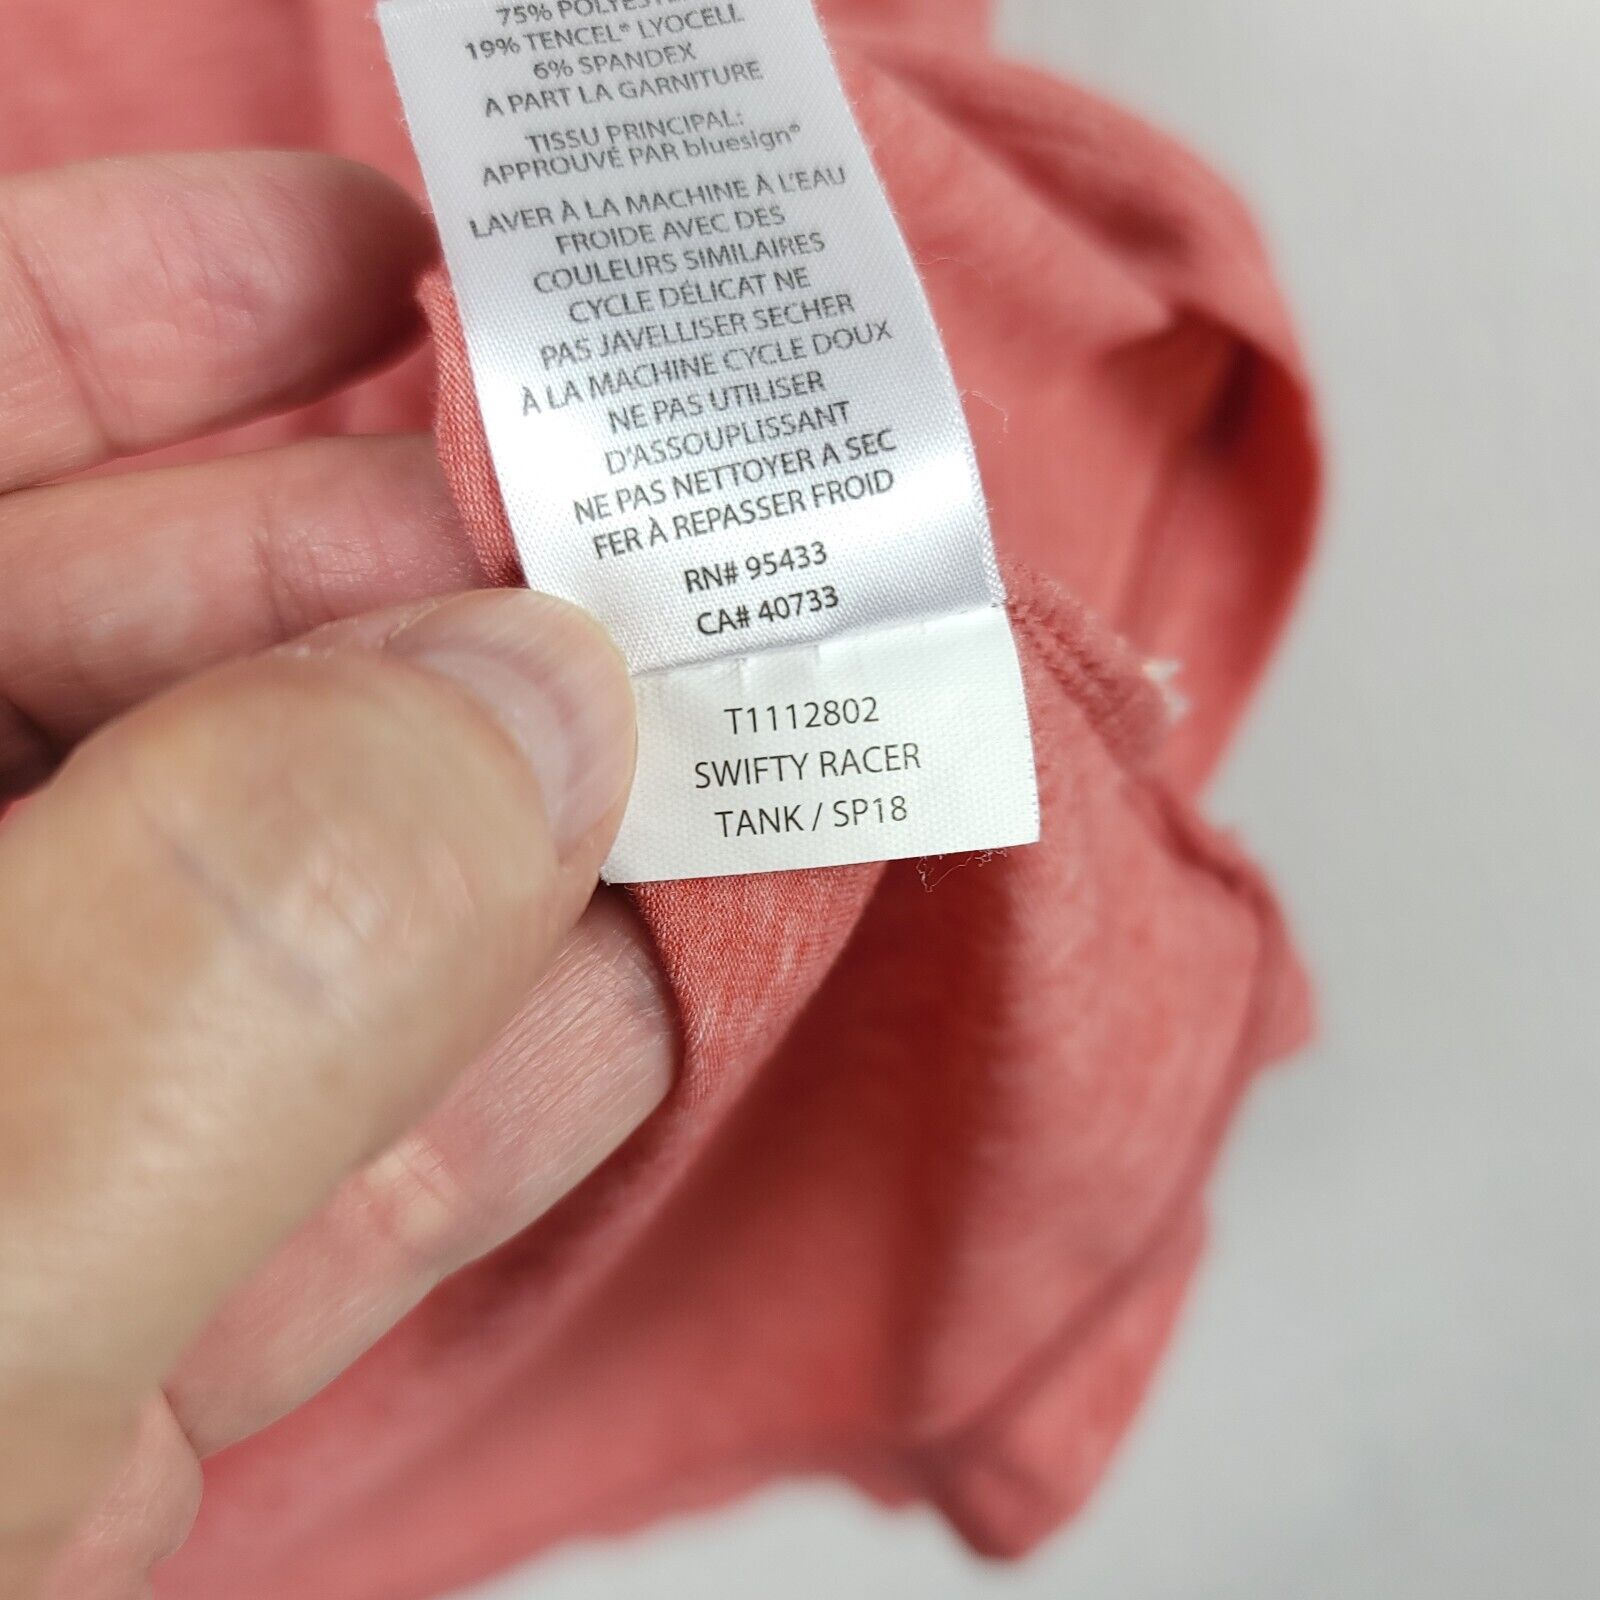 75% POLYESTER
19% TENCEL® LYOCELL
6% SPANDEX
A PART LA GARNITURE
TISSU PRINCIPAL:
APPROUVÉ PAR bluesign®
LAVER À LA MACHINE À L'EAU
FROIDE AVEC DES
COULEURS SIMILAIRES
CYCLE DÉLICAT NE
PAS JAVELLISER SECHER
À LA MACHINE CYCLE DOUX
NE PAS UTILISER
D'ASSOUPLISSANT
NE PAS NETTOYER A SEC
FER À REPASSER FROID
RN# 95433
CA# 40733
T1112802
SWIFTY RACER
TANK / SP18